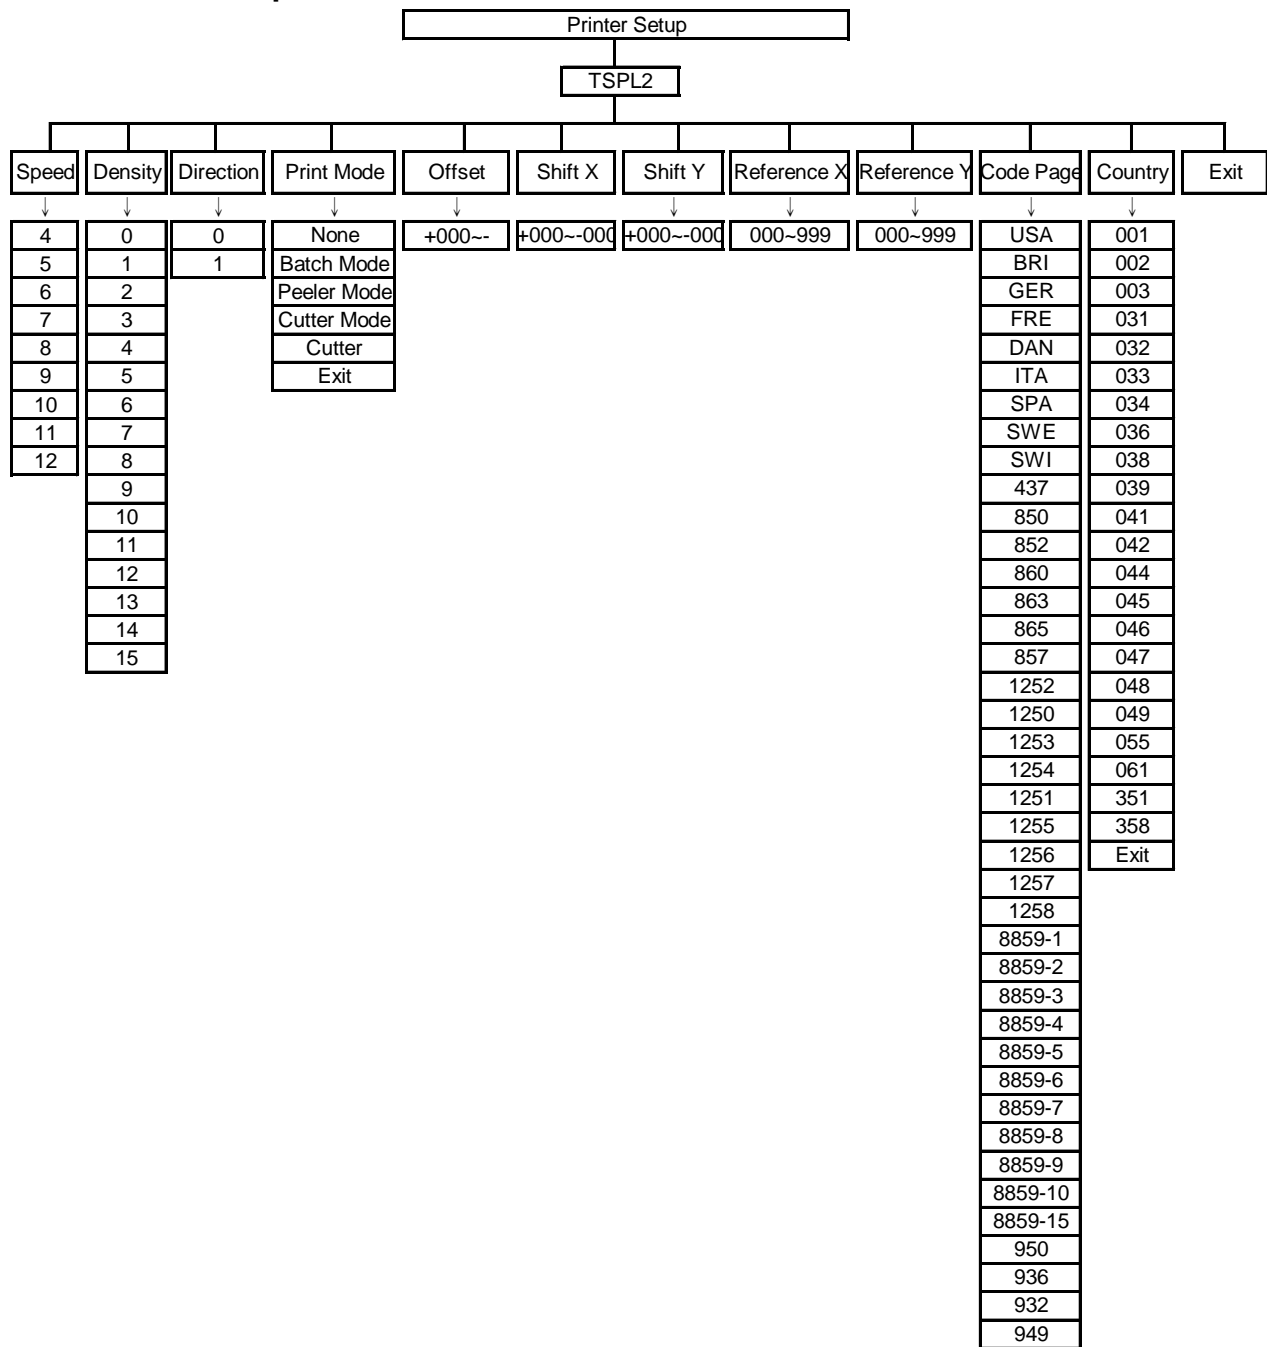 Printer Setup
TSPL2
Speed Density Direction Print Mode Offset Shift X Shift Y Reference X Reference Y Code Page Country Exit
4 0 0 None +000~- +000~-000 +000~-000 000~999 000~999 USA 001
5 1 1 Batch Mode BRI 002
6 2 Peeler Mode GER 003
7 3 Cutter Mode FRE 031
8 4 Cutter DAN 032
9 5 Exit ITA 033
10 6 SPA 034
11 7 SWE 036
12 8 SWI 038
9 437 039
10 850 041
11 852 042
12 860 044
13 863 045
14 865 046
15 857 047
1252 048
1250 049
1253 055
1254 061
1251 351
1255 358
1256 Exit
1257
1258
8859-1
8859-2
8859-3
8859-4
8859-5
8859-6
8859-7
8859-8
8859-9
8859-10
8859-15
950
936
932
949